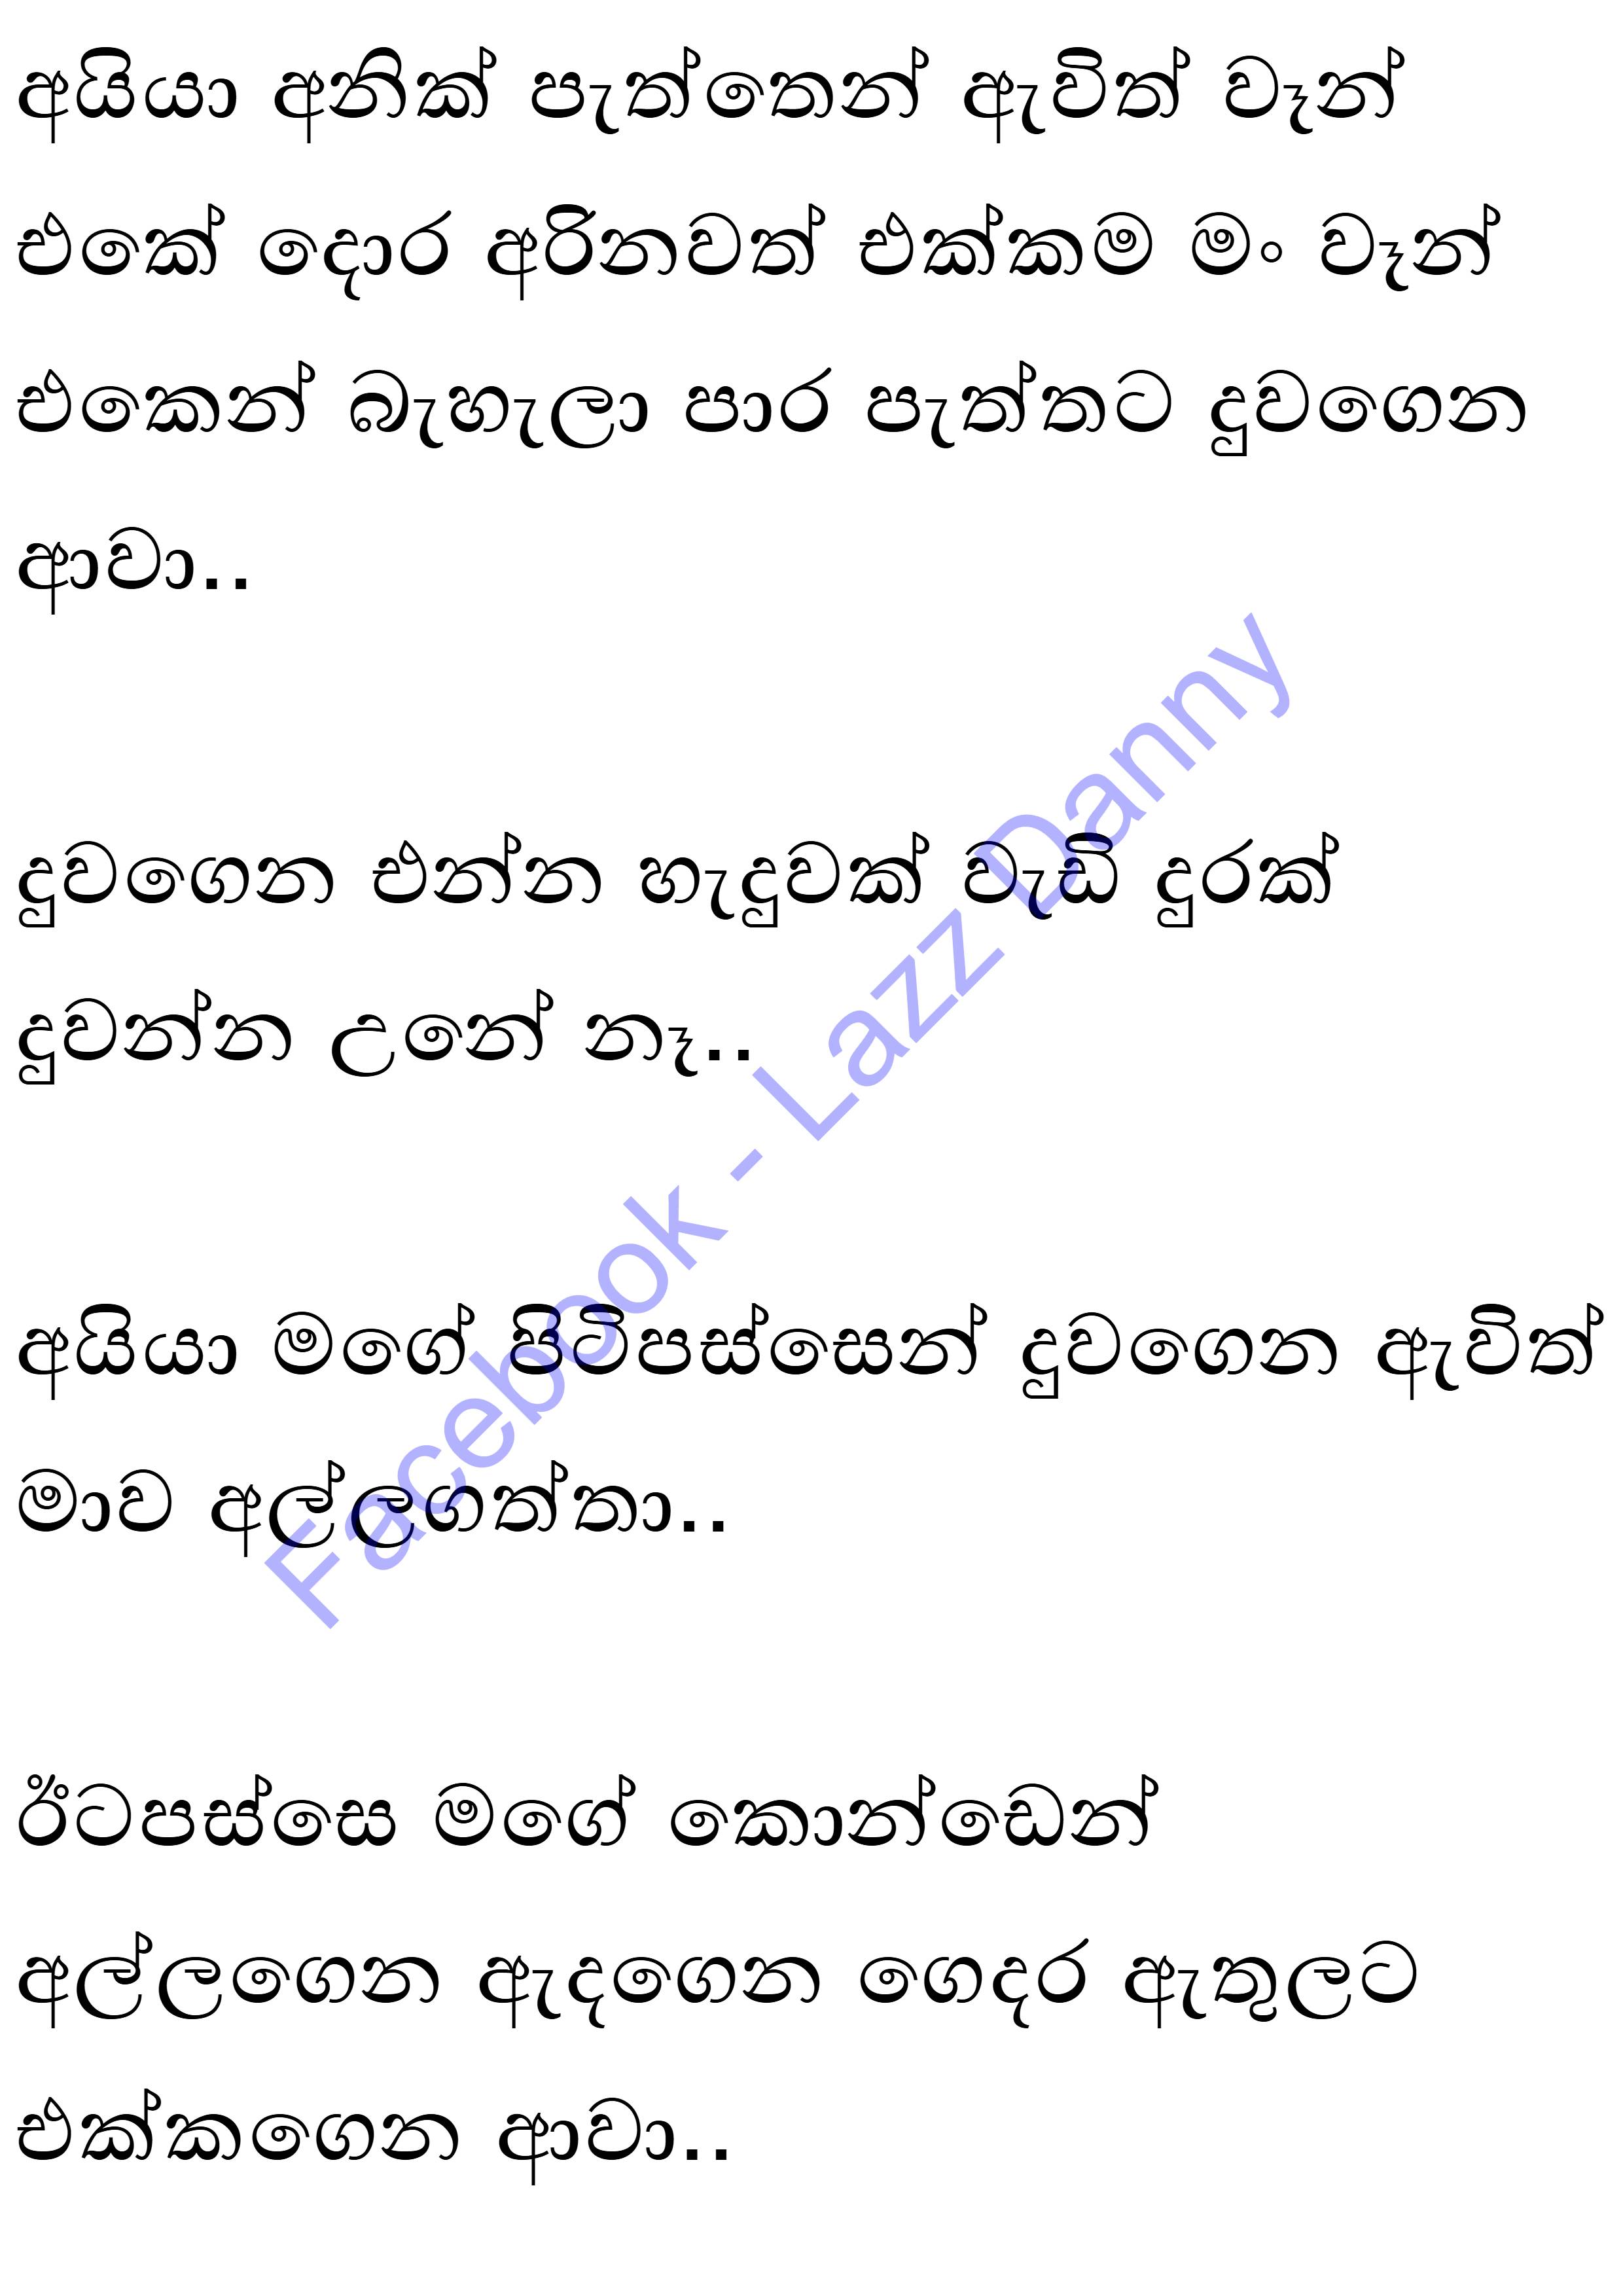 අයියා අනික් පැත්තෙන් ඇවිත් වෑන්
එකේ දොර අරිනවත් එක්කම මං වෑන්
එකෙන් බැහැලා පාර පැත්තට දුවගෙන
ආවා..
දුවගෙන එන්න හැදුවක් වැඩි දුරක්
දුවන්න උනේ නෑ..
අයියා මගේ පිටිපස්සෙන් දුවගෙන ඇවිත්
මාව අල්ලගත්තා..
ඊටපස්සෙ මගේ කොන්ඩෙන්
අල්ලගෙන ඇදගෙන ගෙදර ඇතුලට
එක්කගෙන ආවා..
Facebook - Lazz Danny